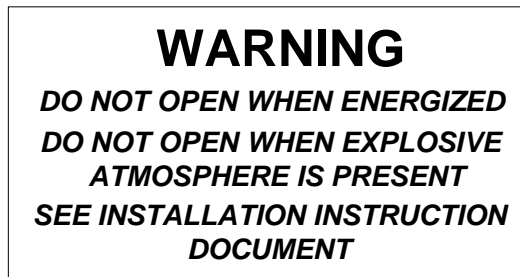 WARNING
DO NOT OPEN WHEN ENERGIZED
DO NOT OPEN WHEN EXPLOSIVE
ATMOSPHERE IS PRESENT
SEE INSTALLATION INSTRUCTION
DOCUMENT